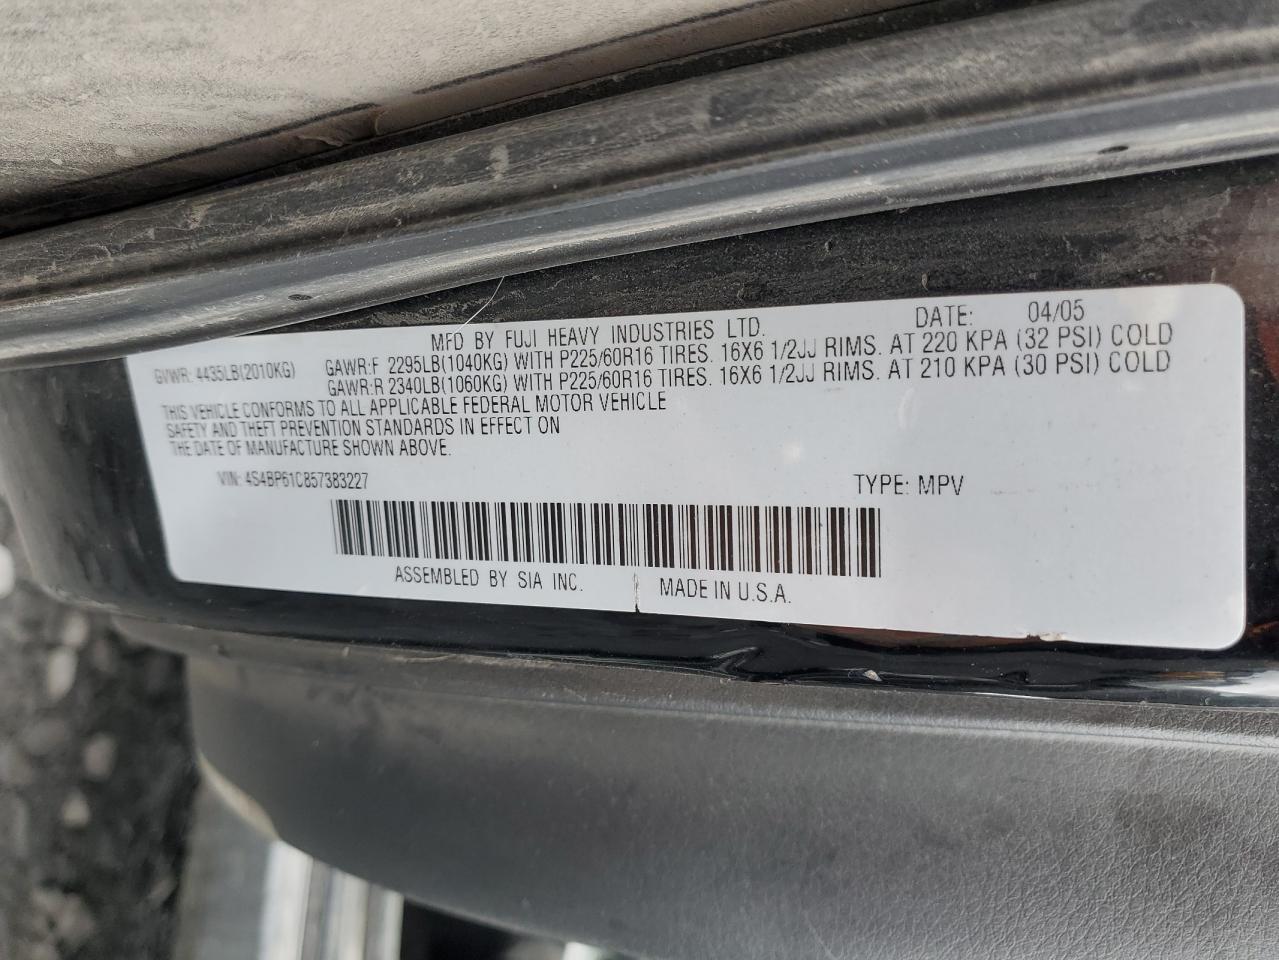 MFD BY FUJI HEAVY INDUSTRIES LTD. DATE: 04/05
GVWR: 4435LB(2010KG) GAWR:F 2295LB(1040KG) WITH P225/60R16 TIRES. 16X6 1/2JJ RIMS. AT 220 KPA (32 PSI) COLD
GAWR:R 2340LB(1060KG) WITH P225/60R16 TIRES. 16X6 1/2JJ RIMS. AT 210 KPA (30 PSI) COLD
THIS VEHICLE CONFORMS TO ALL APPLICABLE FEDERAL MOTOR VEHICLE
SAFETY AND THEFT PREVENTION STANDARDS IN EFFECT ON
THE DATE OF MANUFACTURE SHOWN ABOVE.
VIN: 4S4BP61C857383227 TYPE: MPV
ASSEMBLED BY SIA INC. MADE IN U.S.A.